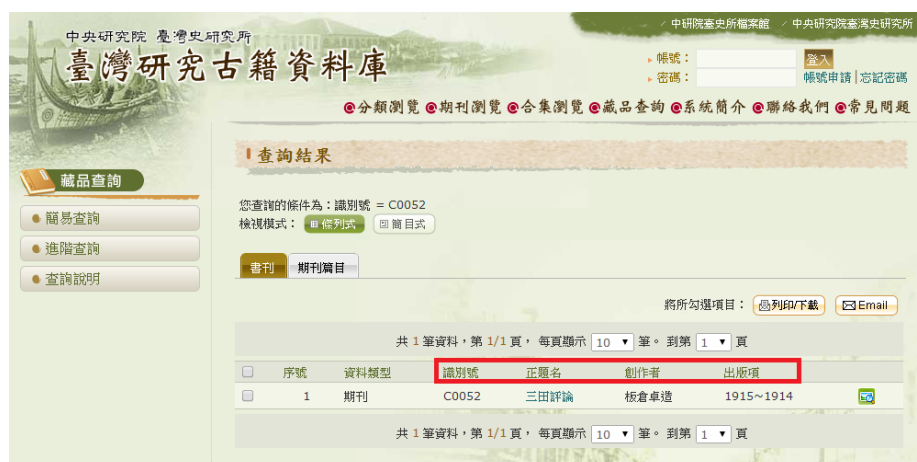 中研院臺史所檔案館 中央研究院臺灣史研究所
中央研究院 臺灣史研究所
臺灣研究古籍資料庫
帳號： 登入
密碼： 帳號申請│忘記密碼
分類瀏覽 期刊瀏覽 合集瀏覽 藏品查詢 系統簡介 聯絡我們 常見問題
查詢結果
藏品查詢
簡易查詢
進階查詢
查詢說明
您查詢的條件為：識別號 = C0052
檢視模式： 條列式 簡目式
書刊 期刊篇目
將所勾選項目： 列印/下載 Email
共 1 筆資料，第 1/1 頁， 每頁顯示 10 筆。 到第 1 頁
序號 資料類型 識別號 正題名 創作者 出版項
1 期刊 C0052 三田評論 板倉卓造 1915~1914
共 1 筆資料，第 1/1 頁， 每頁顯示 10 筆。 到第 1 頁